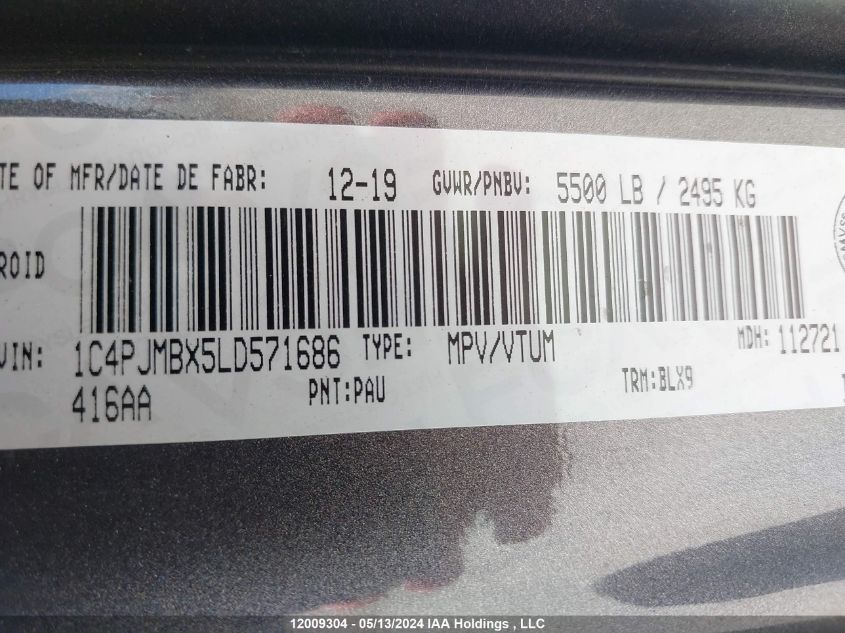 TE OF MFR/DATE DE FABR: 12-19 GVWR/PNBV: 5500 LB / 2495 KG
ROID
VIN: 1C4PJMBX5LD571686 TYPE: MPV/VTUM MDH: 112721
416AA PNT:PAU TRM:BLX9
12009304 - 05/13/2024 IAA Holdings , LLC